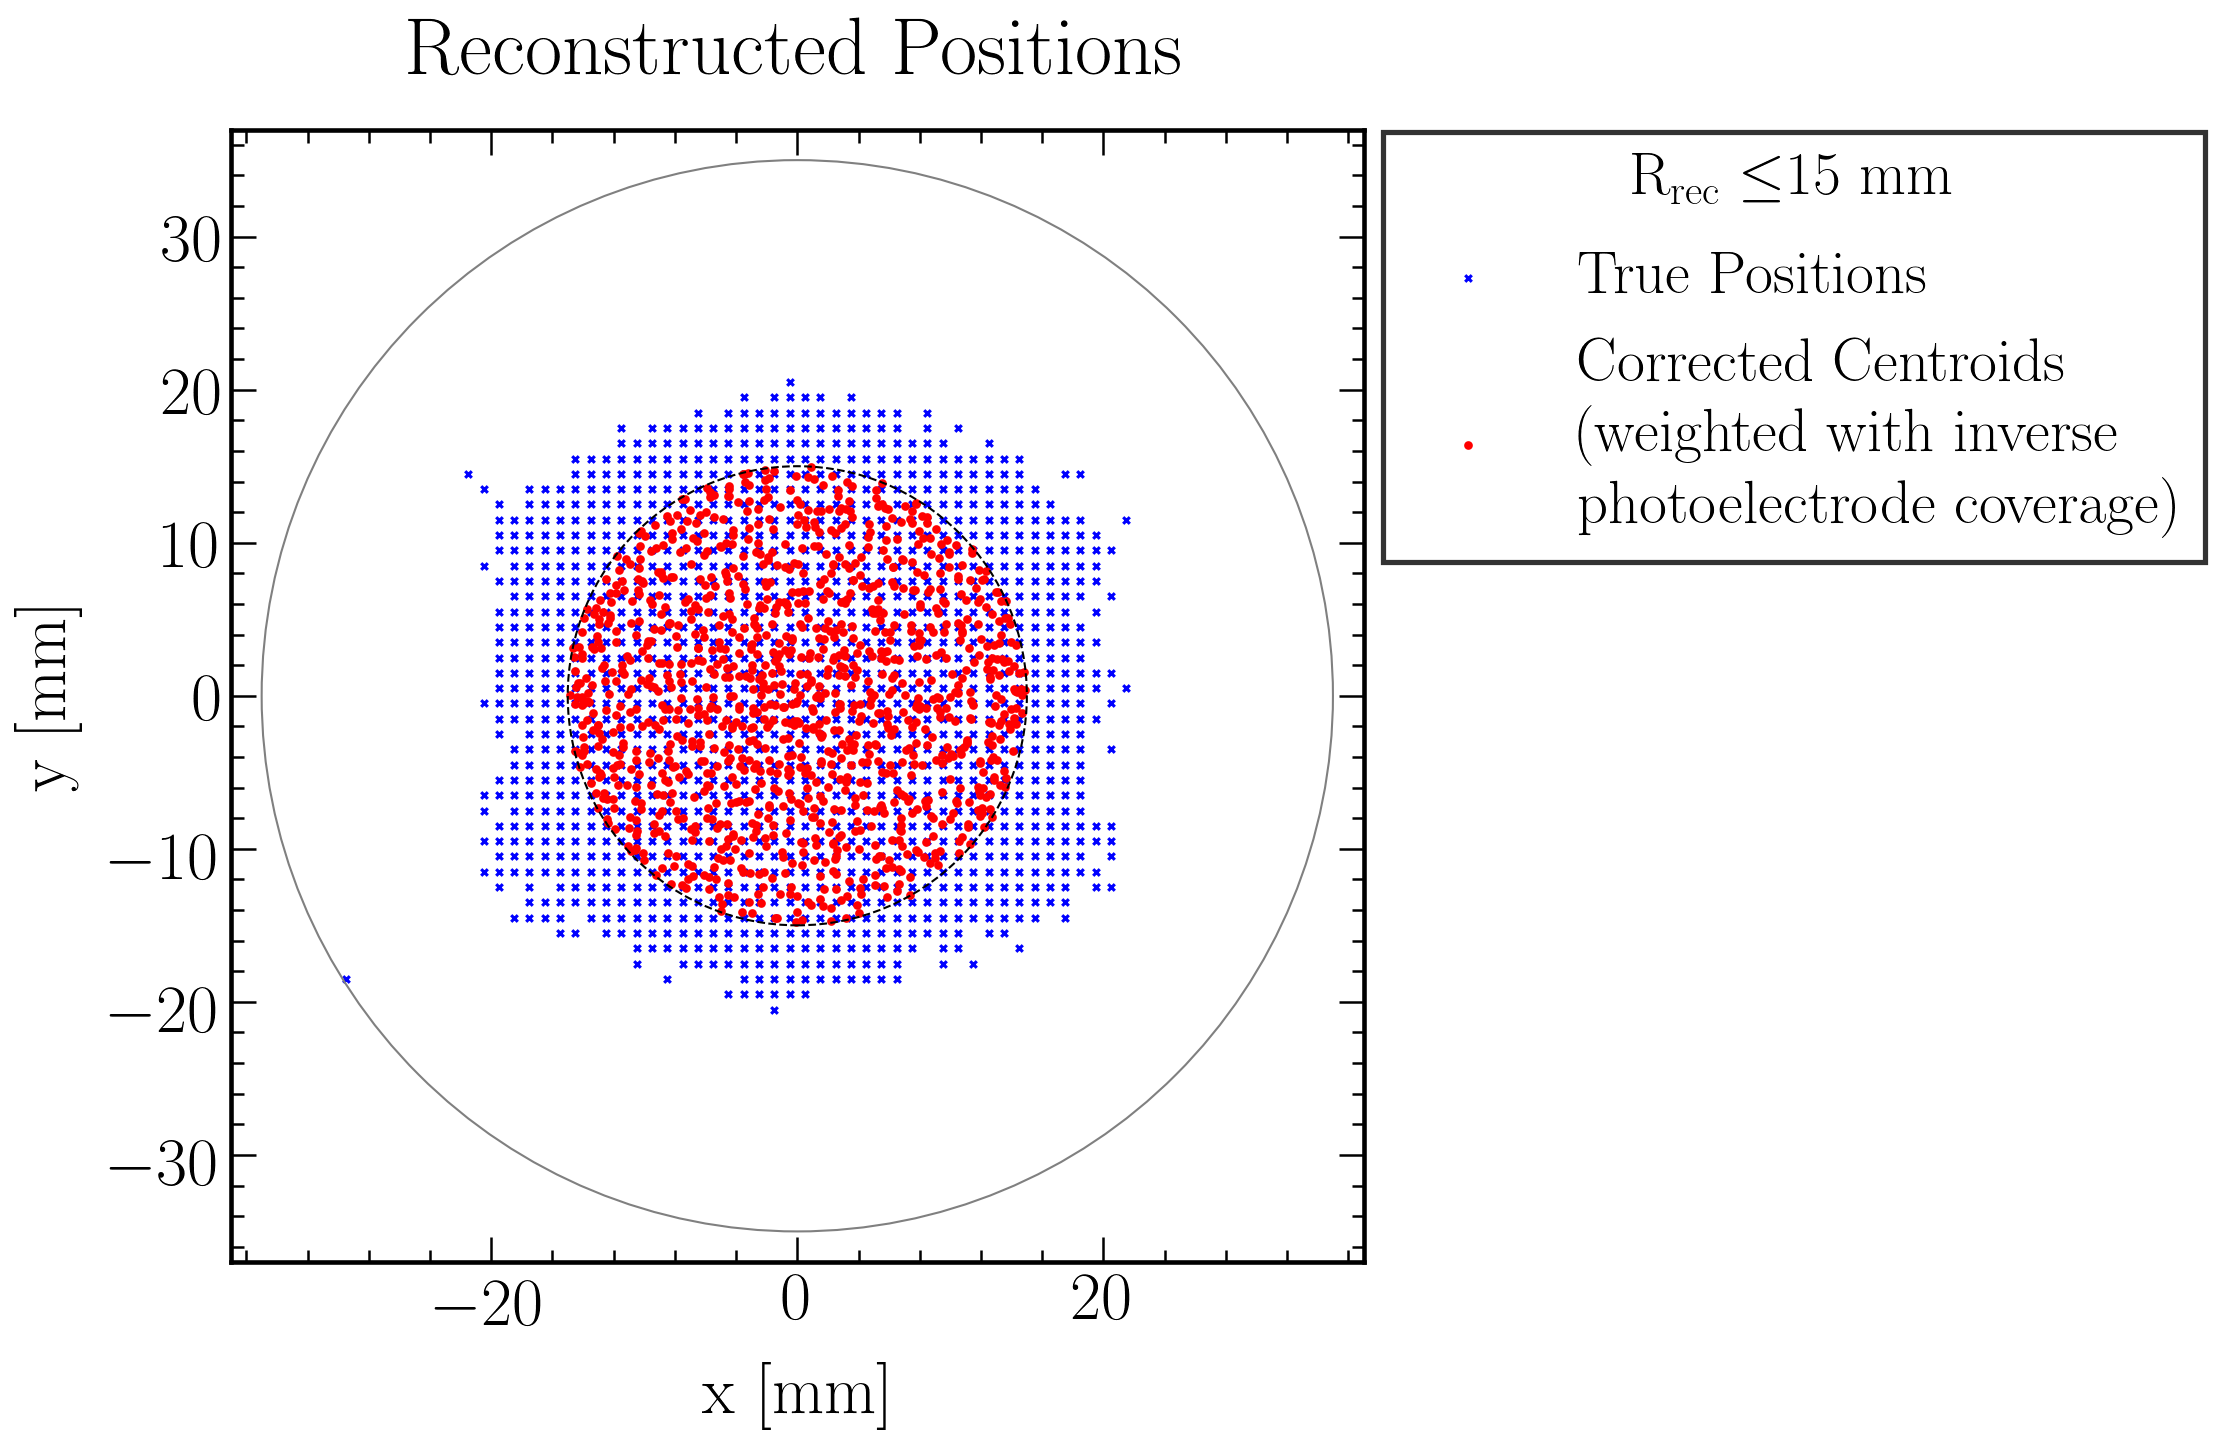 Reconstructed Positions
30
20
10
0
−10
−20
−30
y [mm]
−20 0 20
x [mm]
R_rec ≤15 mm
True Positions
Corrected Centroids
(weighted with inverse
photoelectrode coverage)